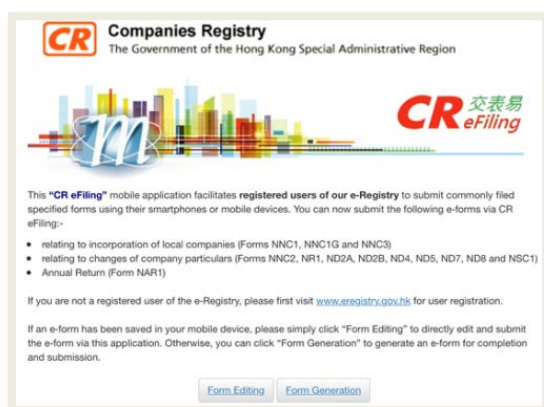 CR Companies Registry
The Government of the Hong Kong Special Administrative Region
m
CR 交表易
eFiling
This “CR eFiling” mobile application facilitates registered users of our e-Registry to submit commonly filed
specified forms using their smartphones or mobile devices. You can now submit the following e-forms via CR
eFiling:-
• relating to incorporation of local companies (Forms NNC1, NNC1G and NNC3)
• relating to changes of company particulars (Forms NNC2, NR1, ND2A, ND2B, ND4, ND5, ND7, ND8 and NSC1)
• Annual Return (Form NAR1)
If you are not a registered user of the e-Registry, please first visit www.eregistry.gov.hk for user registration.
If an e-form has been saved in your mobile device, please simply click “Form Editing” to directly edit and submit
the e-form via this application. Otherwise, you can click “Form Generation” to generate an e-form for completion
and submission.
Form Editing Form Generation